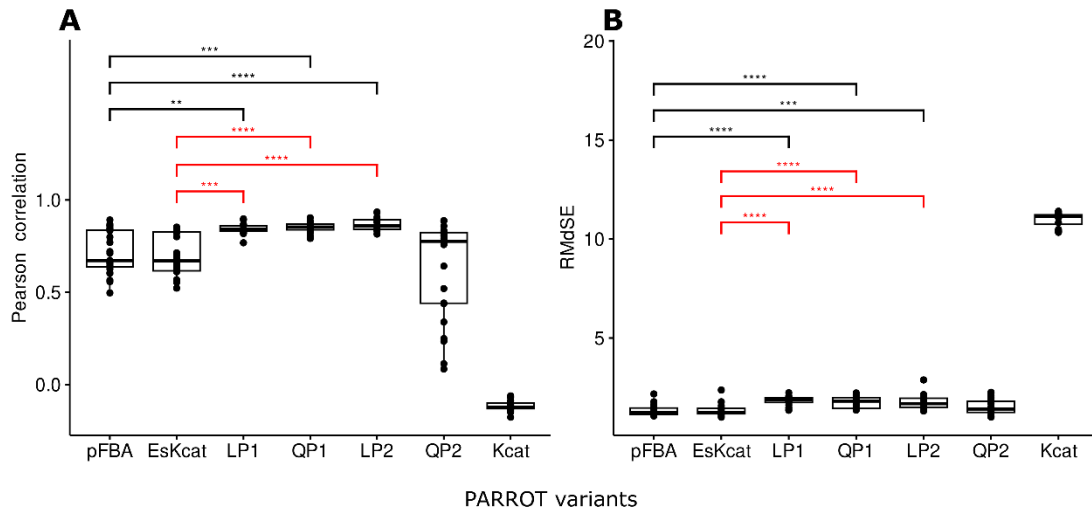 A
B
***
****
**
****
****
***
1.0
0.5
0.0
Pearson correlation
pFBA EsKcat LP1 QP1 LP2 QP2 Kcat
20
15
10
5
****
***
****
****
****
****
RMdSE
pFBA EsKcat LP1 QP1 LP2 QP2 Kcat
PARROT variants